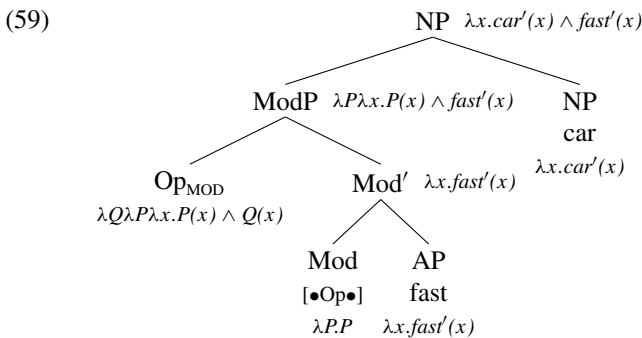 (59)
NP λx.car′(x) ∧ fast′(x)
ModP λPλx.P(x) ∧ fast′(x) NP
car
λx.car′(x)
Op_MOD Mod′ λx.fast′(x)
λQλPλx.P(x) ∧ Q(x)
Mod AP
[●Op●] fast
λP.P λx.fast′(x)